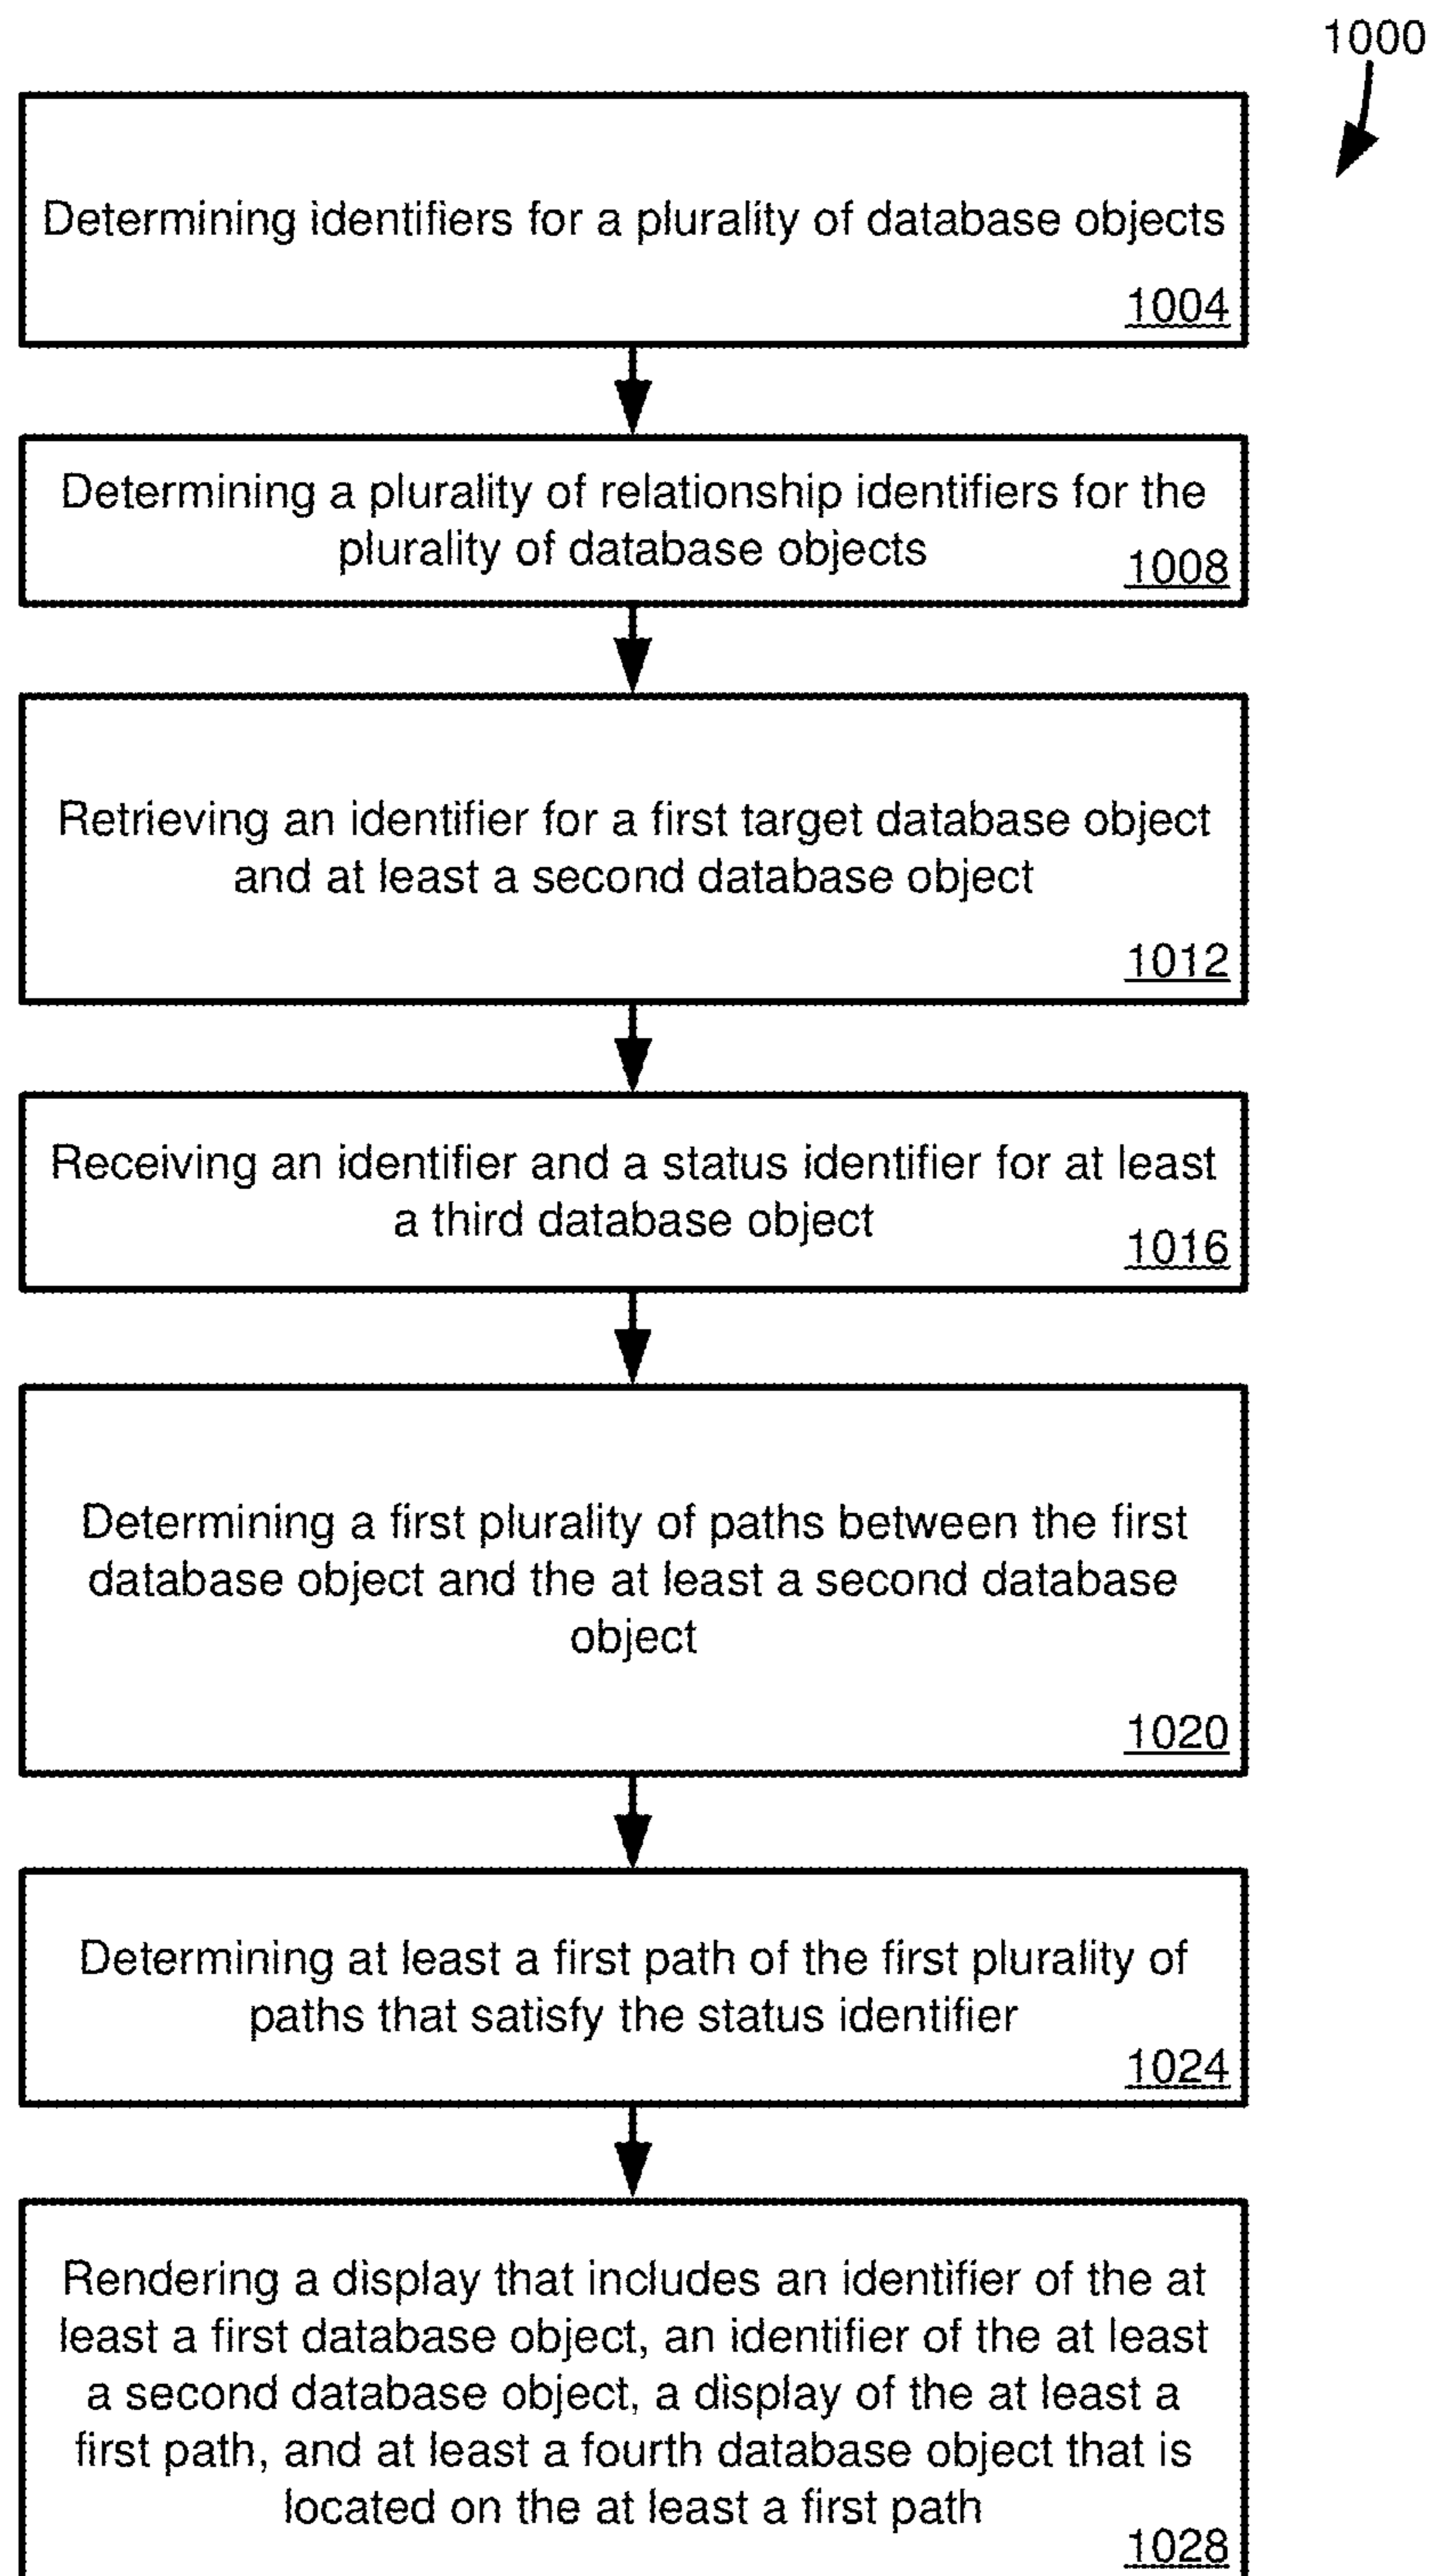 1000
Determining identifiers for a plurality of database objects
1004
Determining a plurality of relationship identifiers for the
plurality of database objects
1008
Retrieving an identifier for a first target database object
and at least a second database object
1012
Receiving an identifier and a status identifier for at least
a third database object
1016
Determining a first plurality of paths between the first
database object and the at least a second database
object
1020
Determining at least a first path of the first plurality of
paths that satisfy the status identifier
1024
Rendering a display that includes an identifier of the at
least a first database object, an identifier of the at least
a second database object, a display of the at least a
first path, and at least a fourth database object that is
located on the at least a first path
1028